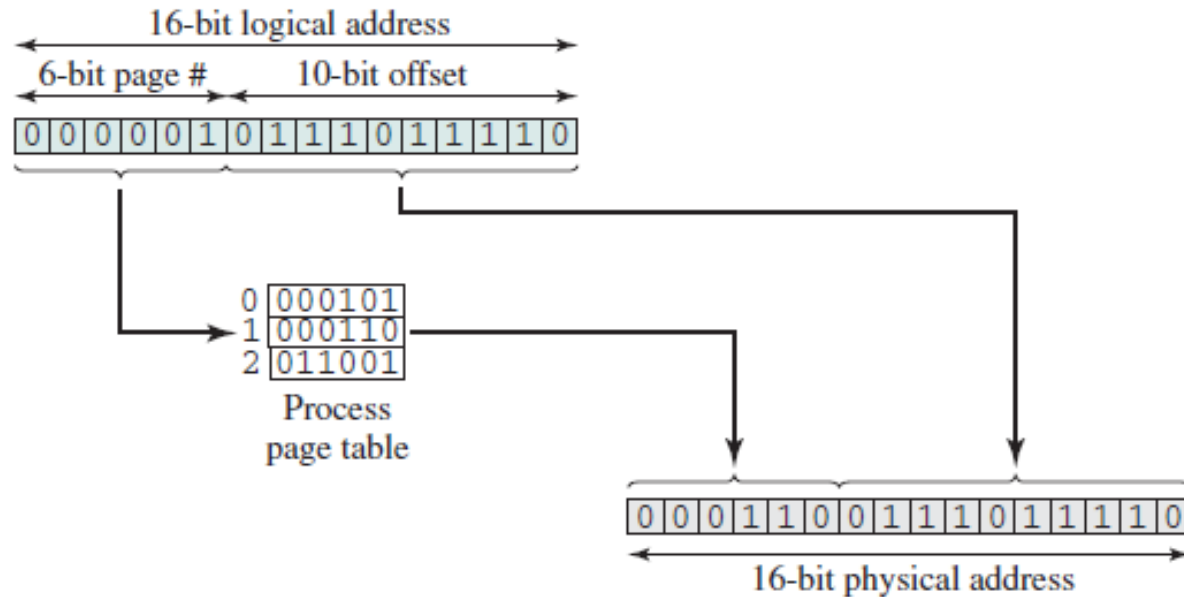 16-bit logical address
6-bit page # 10-bit offset
0 0 0 0 0 1 0 1 1 1 0 1 1 1 1 0
0 000101
1 000110
2 011001
Process
page table
0 0 0 1 1 0 0 1 1 1 0 1 1 1 1 0
16-bit physical address